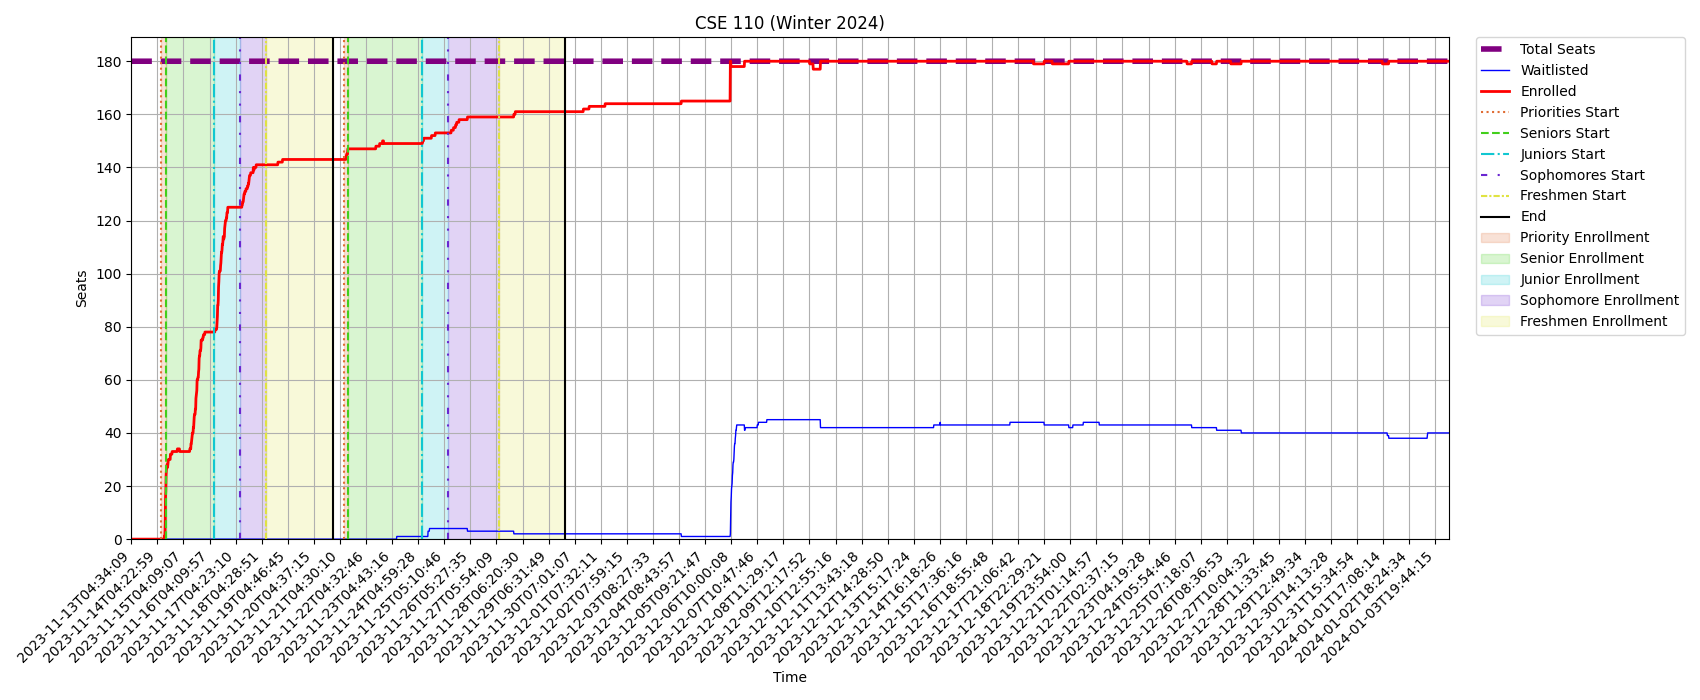 CSE 110 (Winter 2024)
Seats
180
160
140
120
100
80
60
40
20
0
2023-11-13T04:34:09
2023-11-14T04:22:59
2023-11-15T04:09:07
2023-11-16T04:09:57
2023-11-17T04:23:10
2023-11-18T04:28:51
2023-11-19T04:46:45
2023-11-20T04:37:15
2023-11-21T04:30:10
2023-11-22T04:32:46
2023-11-23T04:43:16
2023-11-24T04:59:28
2023-11-25T05:10:46
2023-11-26T05:27:35
2023-11-27T05:54:09
2023-11-28T06:20:30
2023-11-29T06:31:49
2023-11-30T07:01:07
2023-12-01T07:32:11
2023-12-02T07:59:15
2023-12-03T08:27:33
2023-12-04T08:43:57
2023-12-05T09:21:47
2023-12-06T10:00:08
2023-12-07T10:47:46
2023-12-08T11:29:17
2023-12-09T12:17:52
2023-12-10T12:55:16
2023-12-11T13:43:18
2023-12-12T14:28:50
2023-12-13T15:17:24
2023-12-14T16:18:26
2023-12-15T17:36:16
2023-12-16T18:55:48
2023-12-17T21:06:42
2023-12-18T22:29:21
2023-12-19T23:54:00
2023-12-21T01:14:57
2023-12-22T02:37:15
2023-12-23T04:19:28
2023-12-24T05:54:46
2023-12-25T07:18:07
2023-12-26T08:36:53
2023-12-27T10:04:32
2023-12-28T11:33:45
2023-12-29T12:49:34
2023-12-30T14:13:28
2023-12-31T15:34:54
2024-01-01T17:08:14
2024-01-02T18:24:34
2024-01-03T19:44:15
Time
Total Seats
Waitlisted
Enrolled
Priorities Start
Seniors Start
Juniors Start
Sophomores Start
Freshmen Start
End
Priority Enrollment
Senior Enrollment
Junior Enrollment
Sophomore Enrollment
Freshmen Enrollment